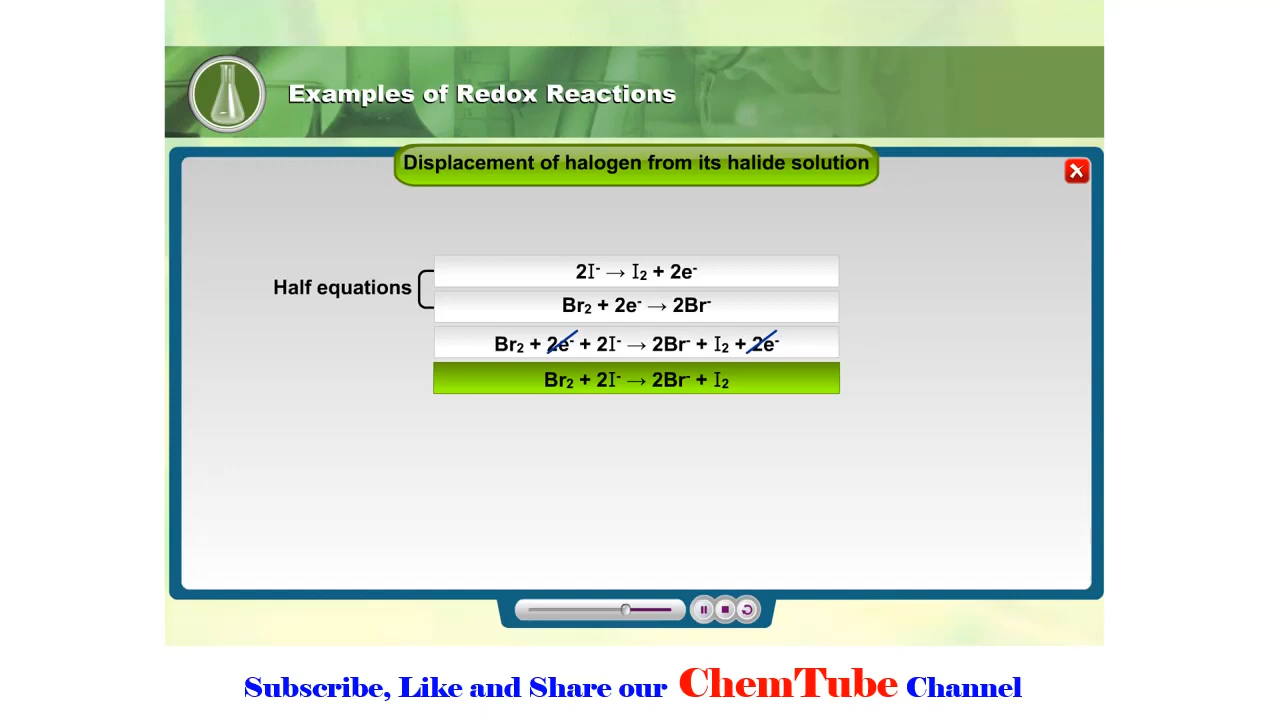 Examples of Redox Reactions
Displacement of halogen from its halide solution
Half equations
2I⁻ → I₂ + 2e⁻
Br₂ + 2e⁻ → 2Br⁻
Br₂ + 2e⁻ + 2I⁻ → 2Br⁻ + I₂ + 2e⁻
Br₂ + 2I⁻ → 2Br⁻ + I₂
Subscribe, Like and Share our ChemTube Channel